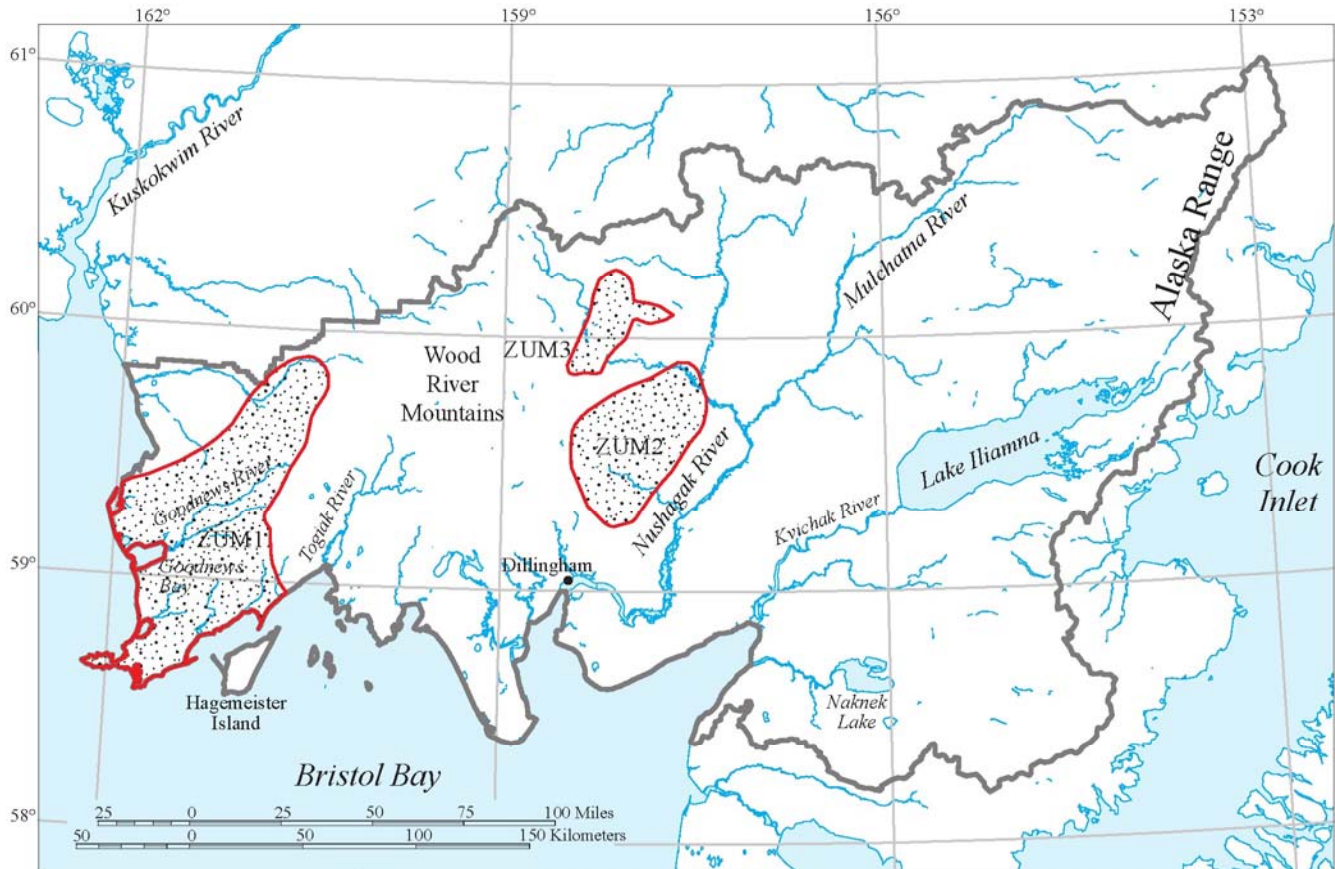 162°
159°
156°
153°
61°
60°
59°
58°
Kuskokwim River
Mulchatna River
Alaska Range
Wood
River
Mountains
ZUM3
ZUM2
Goodnews River
ZUM1
Goodnews
Bay
Togiak River
Nushagak River
Lake Iliamna
Kvichak River
Cook
Inlet
Dillingham
Hagemeister
Island
Naknek
Lake
Bristol Bay
25 0 25 50 75 100 Miles
50 0 50 100 150 Kilometers